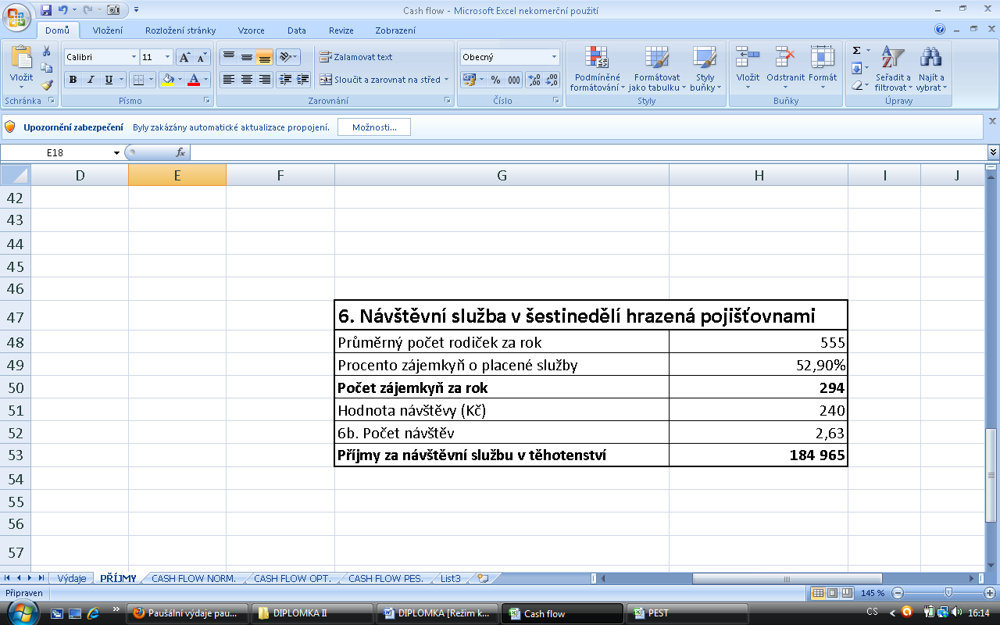 Cash flow - Microsoft Excel nekomerční použití
Domů Vložení Rozložení stránky Vzorce Data Revize Zobrazení
Vložit
Schránka
Calibri 11
B I U
Písmo
Zalamovat text
Sloučit a zarovnat na střed
Zarovnání
Obecný
% 000
Číslo
Podmíněné formátování
Formátovat jako tabulku
Styly buňky
Styly
Vložit Odstranit Formát
Buňky
Seřadit a filtrovat
Najít a vybrat
Úpravy
Upozornění zabezpečení Byly zakázány automatické aktualizace propojení. Možnosti...
E18 fx
D E F G H I J
42
43
44
45
46
47 6. Návštěvní služba v šestinedělí hrazená pojišťovnami
48 Průměrný počet rodiček za rok 555
49 Procento zájemkyň o placené služby 52,90%
50 Počet zájemkyň za rok 294
51 Hodnota návštěvy (Kč) 240
52 6b. Počet návštěv 2,63
53 Příjmy za návštěvní službu v těhotenství 184 965
54
55
56
57
Výdaje PŘÍJMY CASH FLOW NORM. CASH FLOW OPT. CASH FLOW PES. List3
Připraven 145 %
Paušální výdaje pau... DIPLOMKA II DIPLOMKA [Režim k... Cash flow PEST CS 16:14